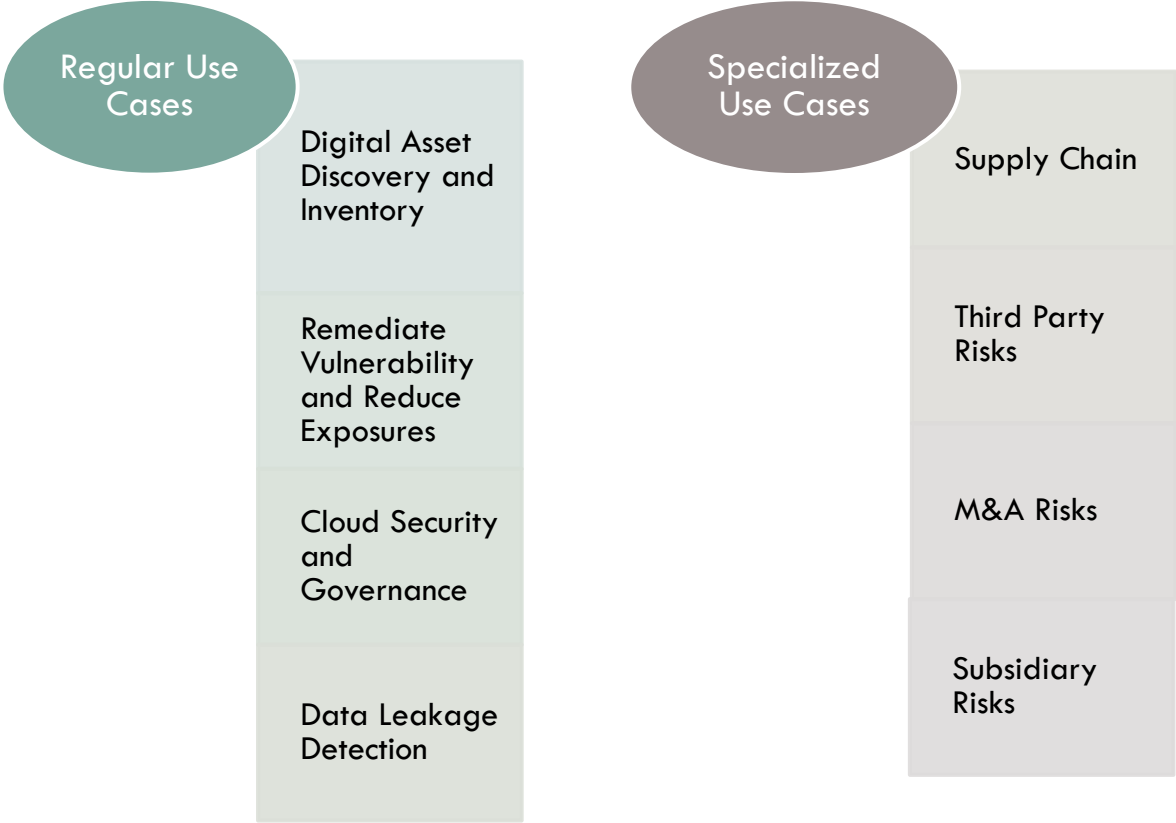 Regular Use
Cases
Digital Asset
Discovery and
Inventory
Remediate
Vulnerability
and Reduce
Exposures
Cloud Security
and
Governance
Data Leakage
Detection
Specialized
Use Cases
Supply Chain
Third Party
Risks
M&A Risks
Subsidiary
Risks